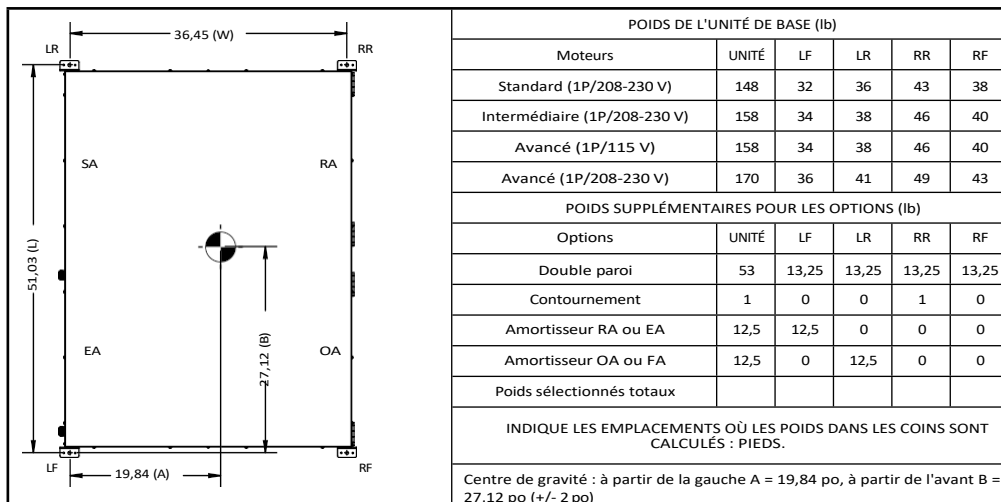 36,45 (W)
LR
RR
SA
RA
51,03 (L)
27,12 (B)
EA
OA
LF
RF
19,84 (A)
POIDS DE L'UNITÉ DE BASE (lb)
Moteurs UNITÉ LF LR RR RF
Standard (1P/208-230 V) 148 32 36 43 38
Intermédiaire (1P/208-230 V) 158 34 38 46 40
Avancé (1P/115 V) 158 34 38 46 40
Avancé (1P/208-230 V) 170 36 41 49 43
POIDS SUPPLÉMENTAIRES POUR LES OPTIONS (lb)
Options UNITÉ LF LR RR RF
Double paroi 53 13,25 13,25 13,25 13,25
Contournement 1 0 0 1 0
Amortisseur RA ou EA 12,5 12,5 0 0 0
Amortisseur OA ou FA 12,5 0 12,5 0 0
Poids sélectionnés totaux
INDIQUE LES EMPLACEMENTS OÙ LES POIDS DANS LES COINS SONT
CALCULÉS : PIEDS.
Centre de gravité : à partir de la gauche A = 19,84 po, à partir de l'avant B =
27,12 po (+/- 2 po)